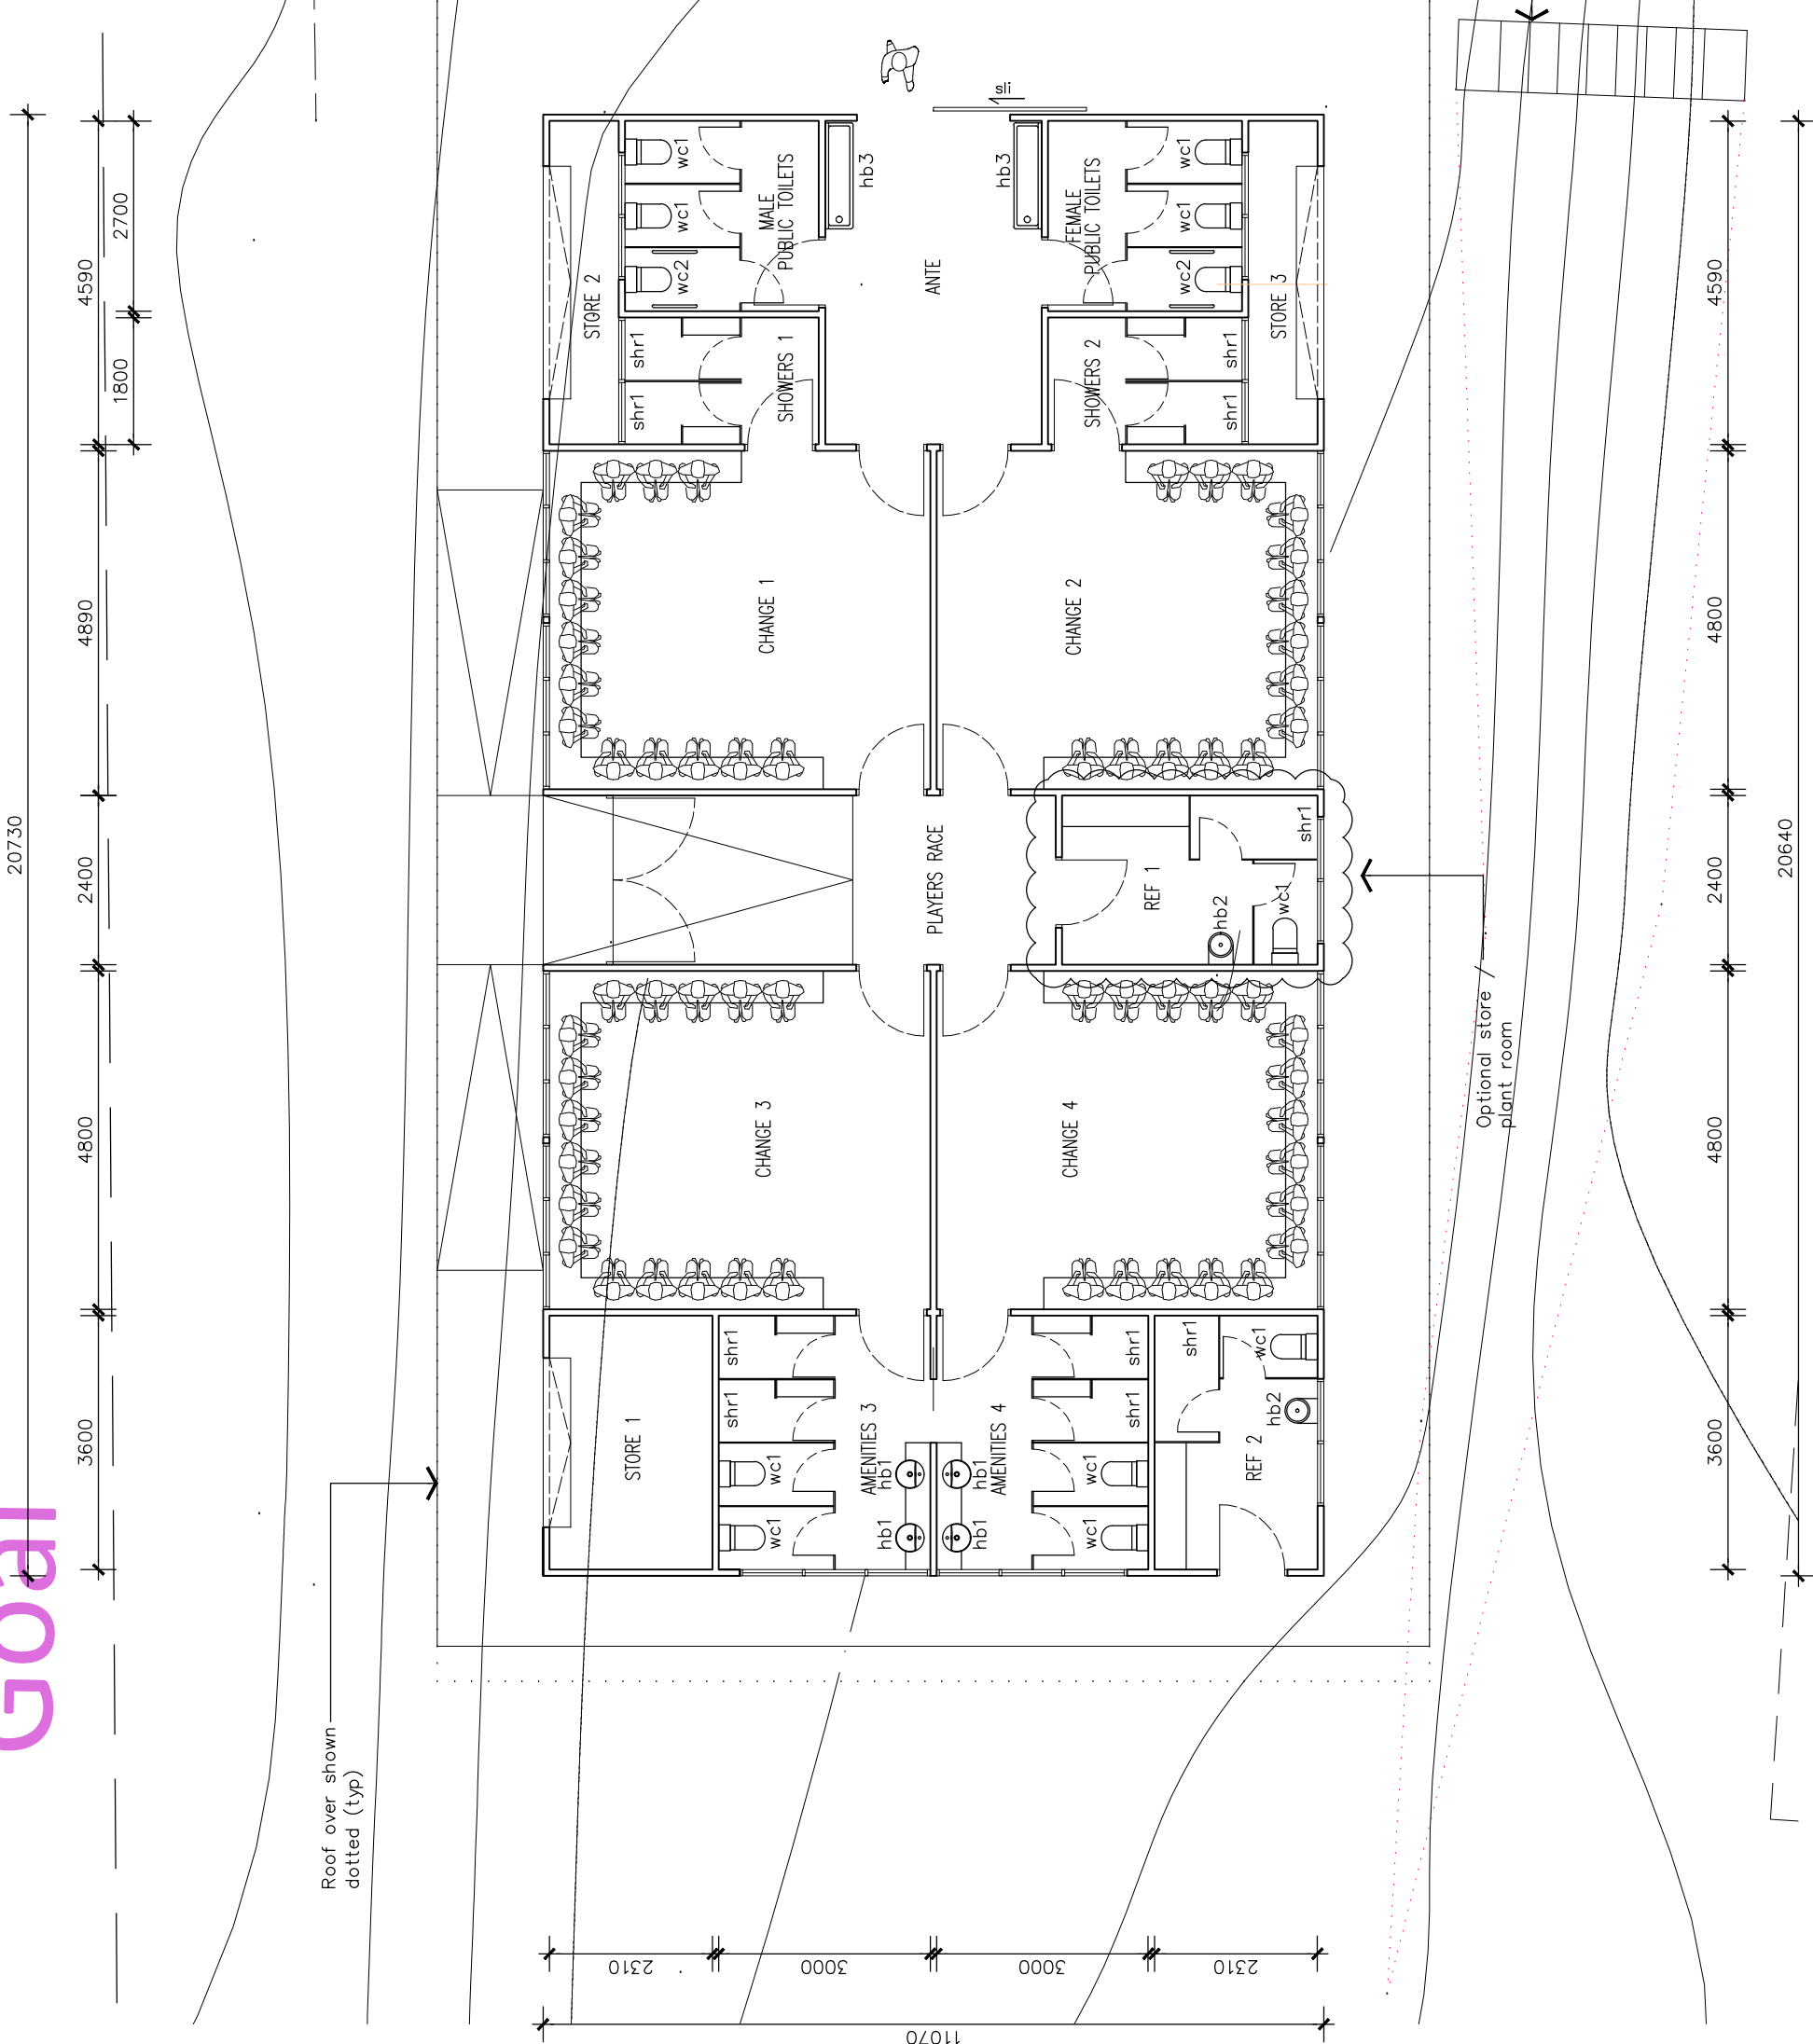 sli
wc1
wc1
wc2
MALE
PUBLIC TOILETS
hb3
STORE 2
shr1
shr1
SHOWERS 1
ANTE
hb3
FEMALE
PUBLIC TOILETS
wc1
wc1
wc2
STORE 3
SHOWERS 2
shr1
shr1
CHANGE 1
CHANGE 2
PLAYERS RACE
REF 1
shr1
hb2
wc1
CHANGE 3
CHANGE 4
Optional store /
plant room
STORE 1
shr1
shr1
wc1
wc1
AMENITIES 3
hb1
hb1
AMENITIES 4
hb1
hb1
shr1
shr1
wc1
wc1
shr1
wc1
hb2
REF 2
Roof over shown
dotted (typ)
Goal
20730
4590
4890
2400
4800
3600
2700
1800
4590
4800
2400
4800
3600
20640
2310
3000
3000
2310
11070